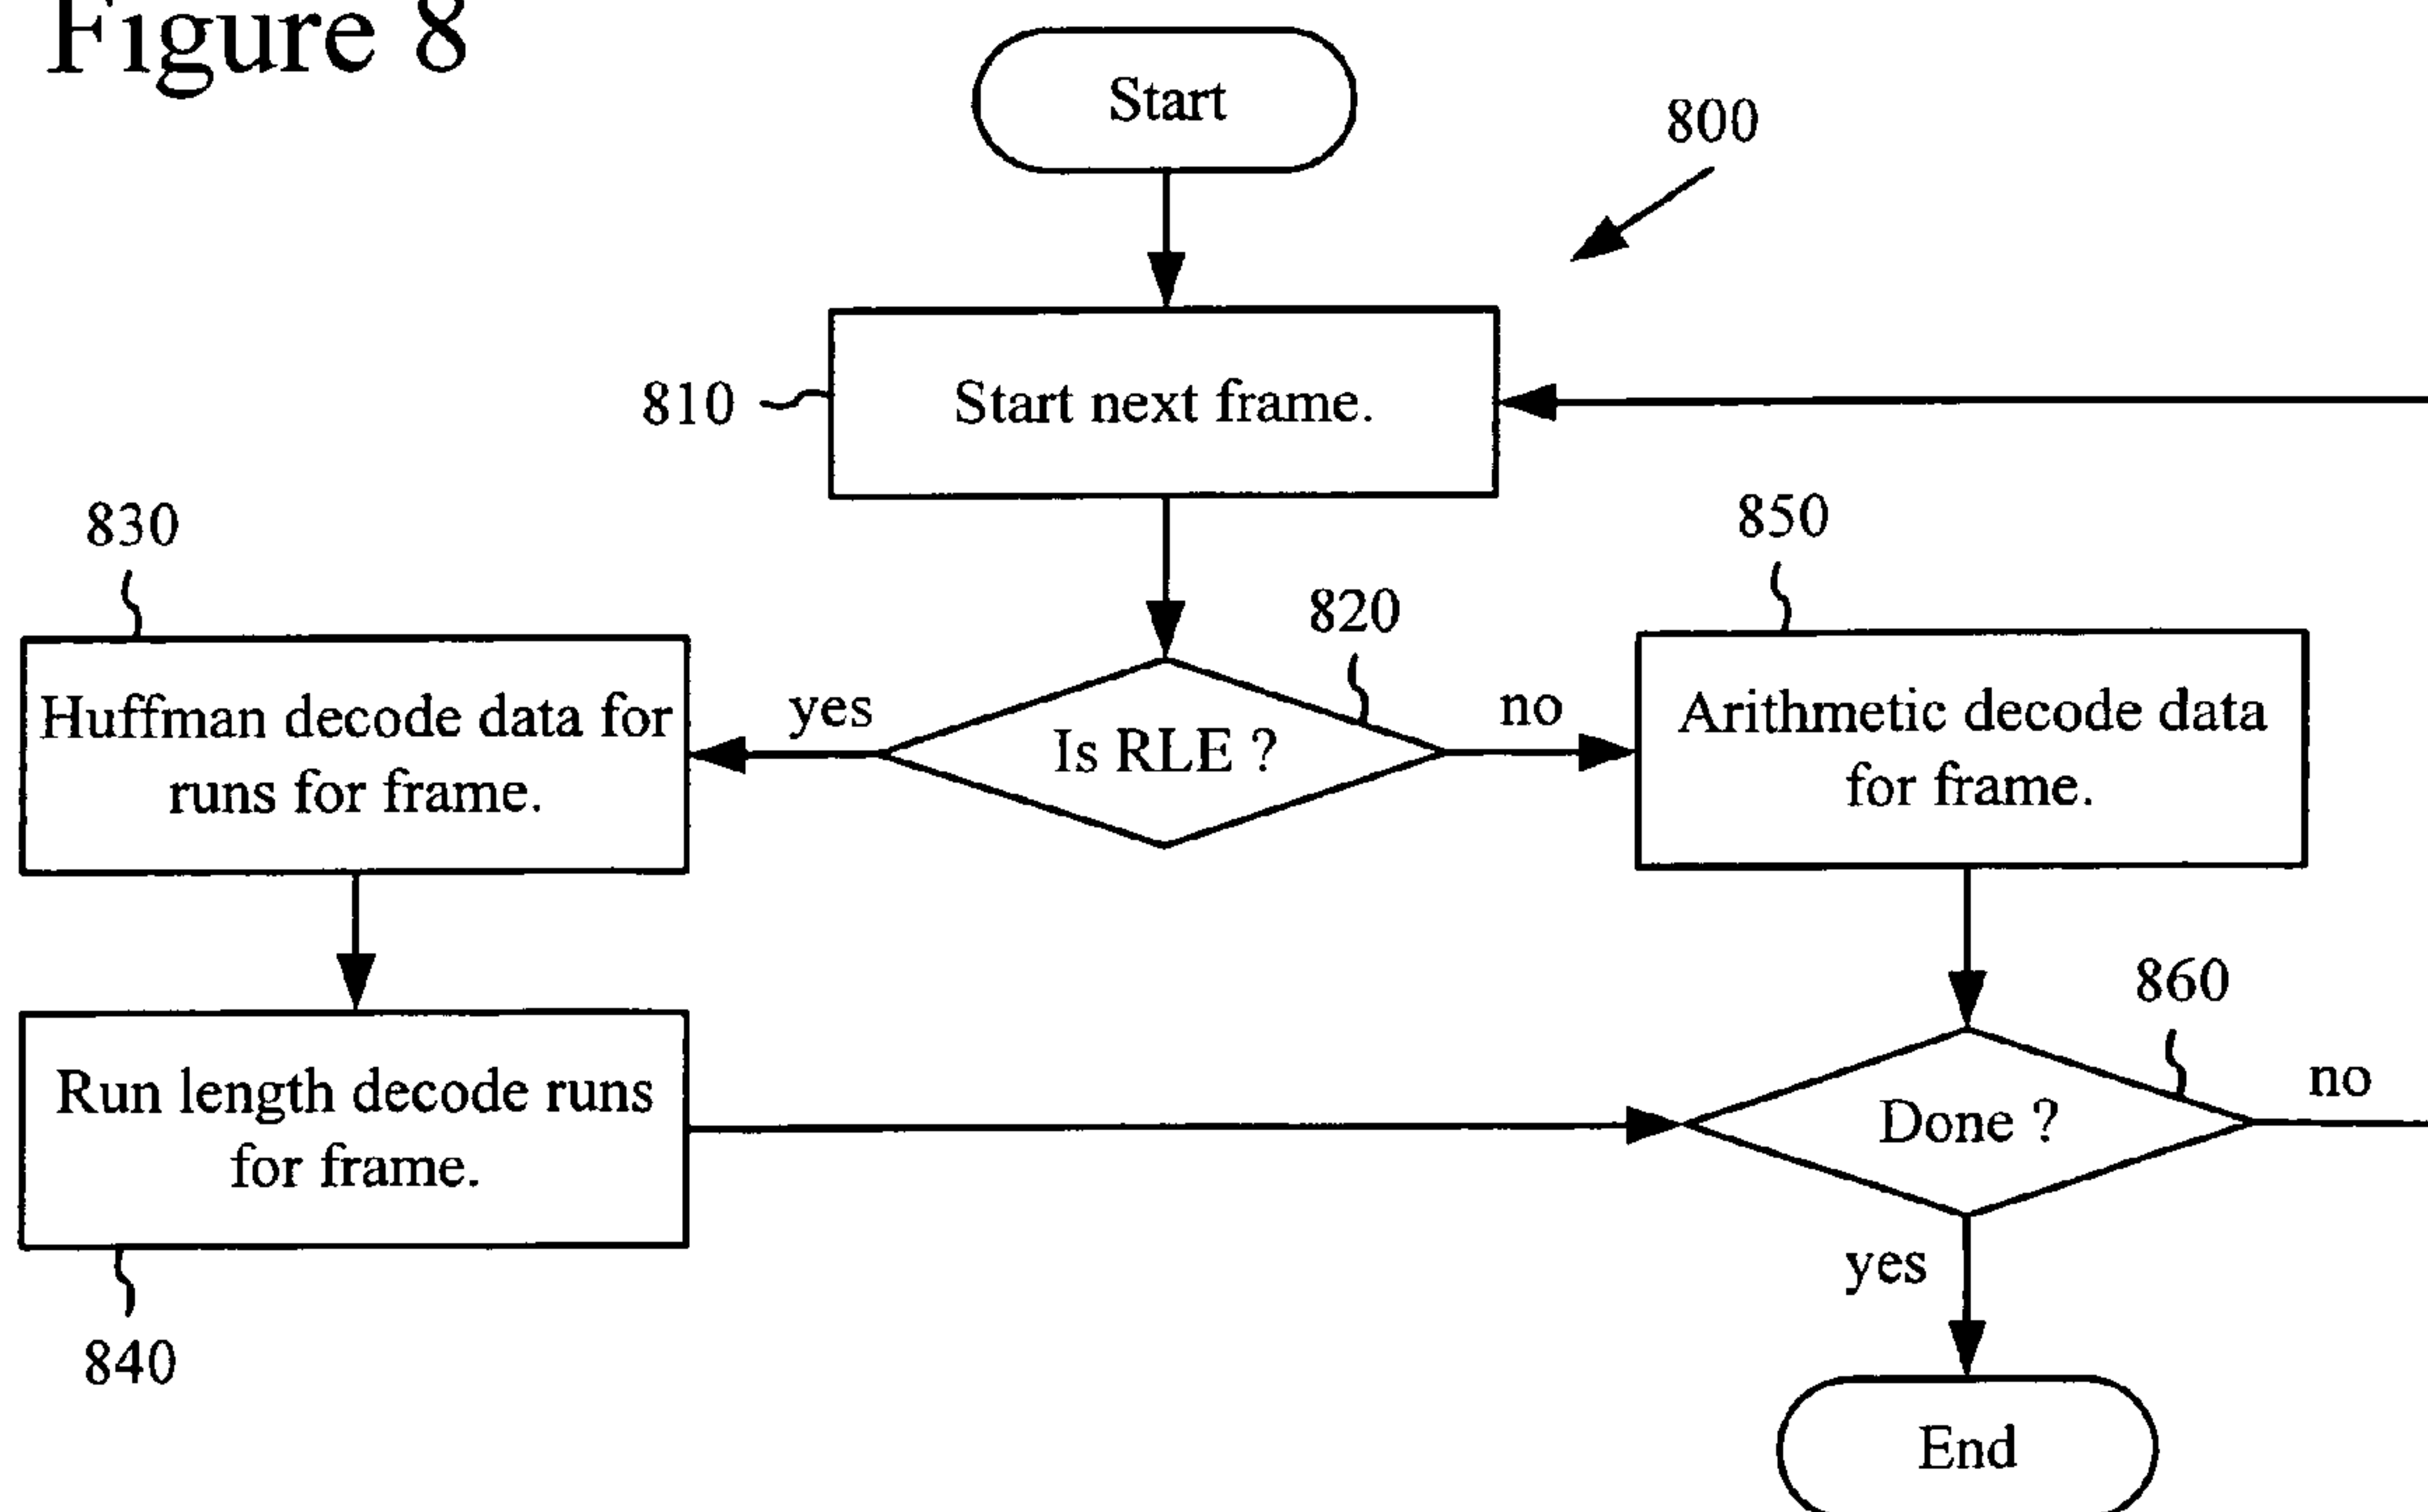 Figure 8
Start
800
810
Start next frame.
830
850
820
Huffman decode data for
runs for frame.
yes
Is RLE ?
no
Arithmetic decode data
for frame.
860
Run length decode runs
for frame.
Done ?
no
yes
840
End